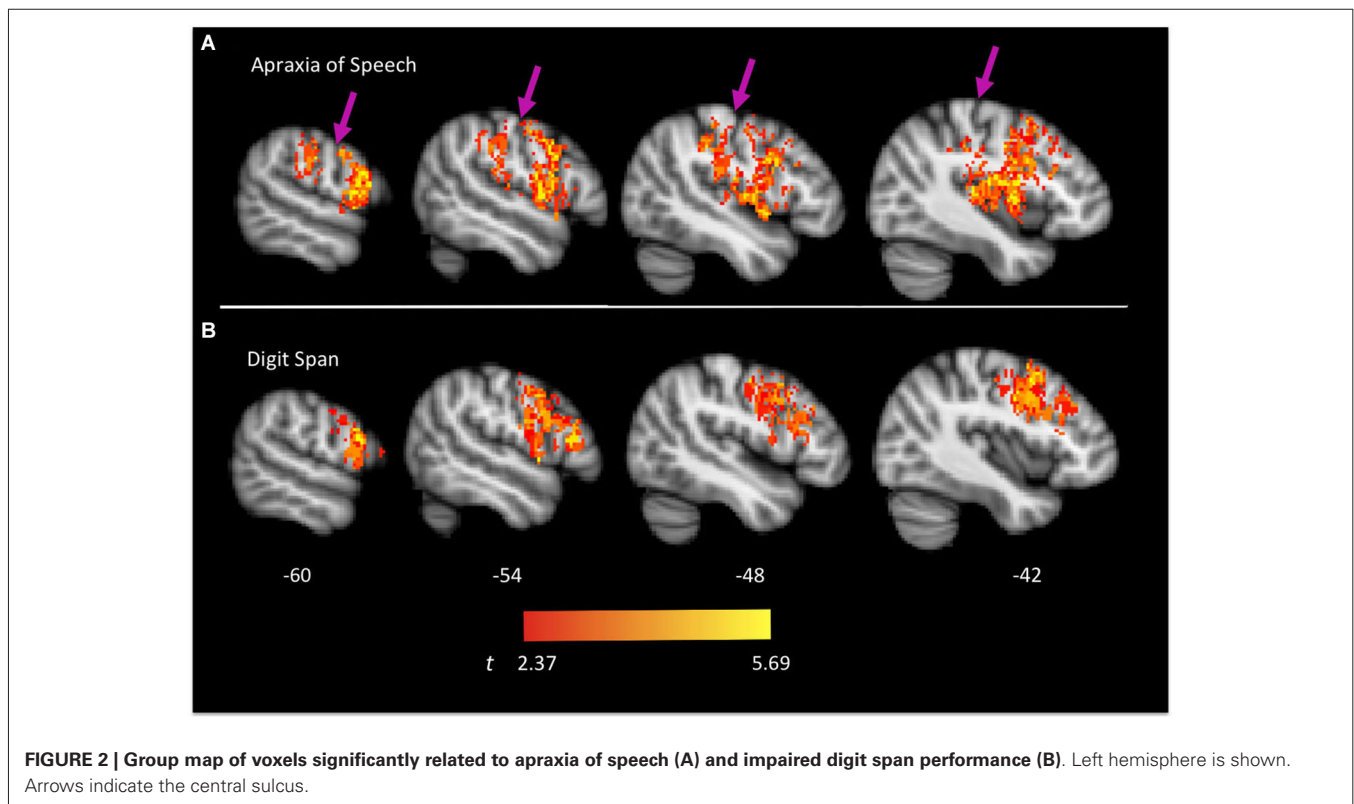 A
Apraxia of Speech
B
Digit Span
-60 -54 -48 -42
t 2.37 5.69
FIGURE 2 | Group map of voxels significantly related to apraxia of speech (A) and impaired digit span performance (B). Left hemisphere is shown.
Arrows indicate the central sulcus.